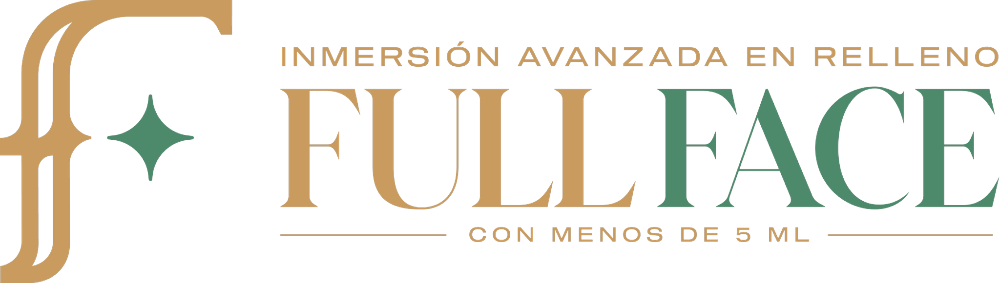 INMERSIÓN AVANZADA EN RELLENO
FULL FACE
CON MENOS DE 5 ML